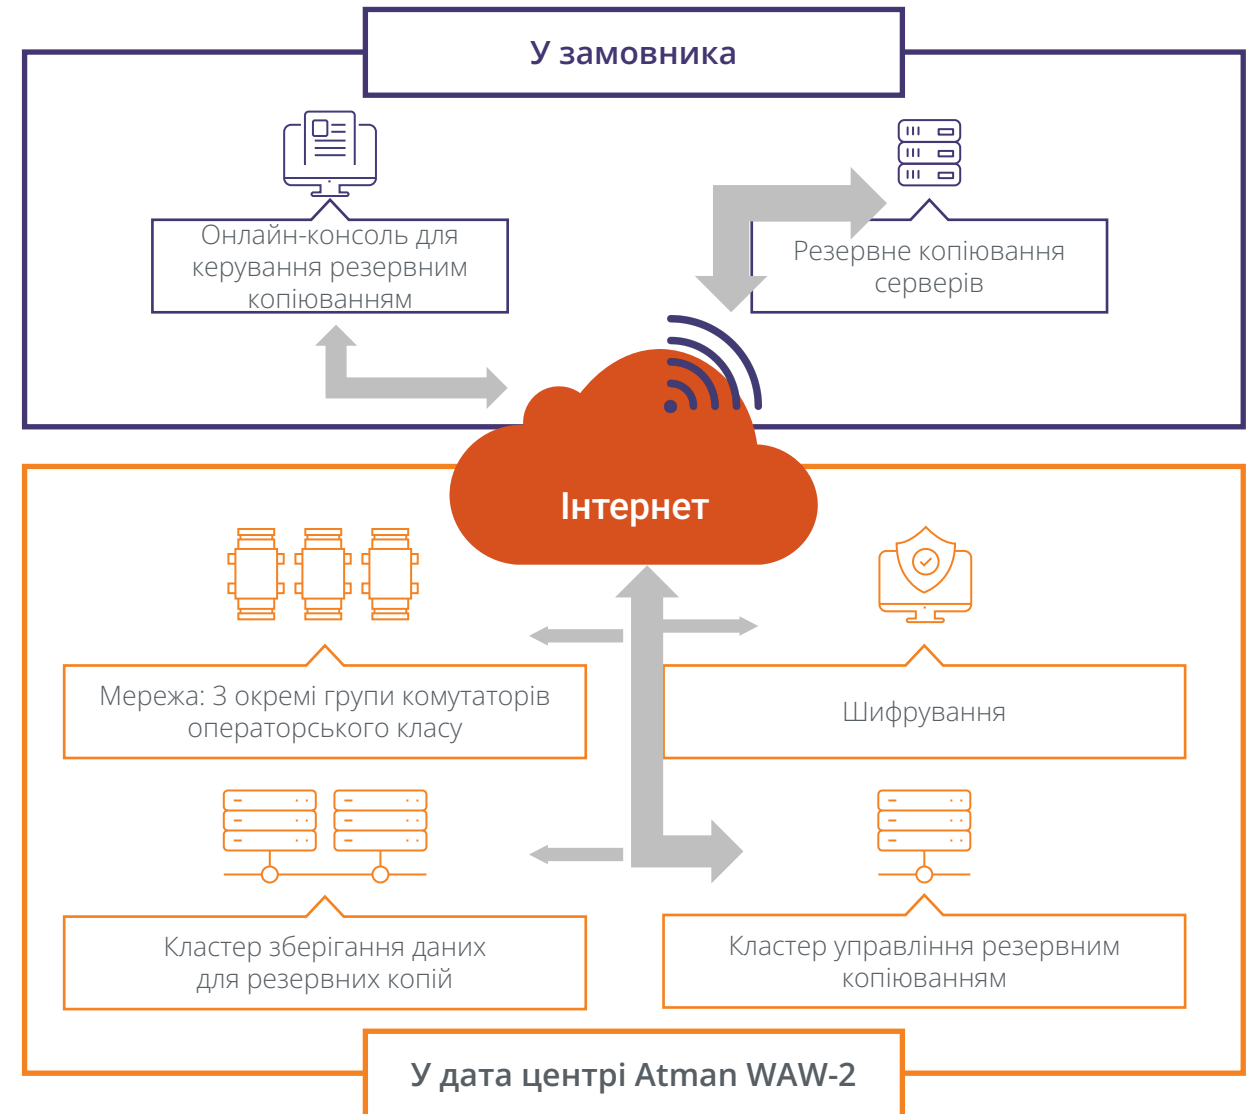 У замовника
Онлайн-консоль для
керування резервним
копіюванням
Резервне копіювання
серверів
Інтернет
Мережа: 3 окремі групи комутаторів
операторського класу
Шифрування
Кластер зберігання даних
для резервних копій
Кластер управління резервним
копіюванням
У дата центрі Atman WAW-2